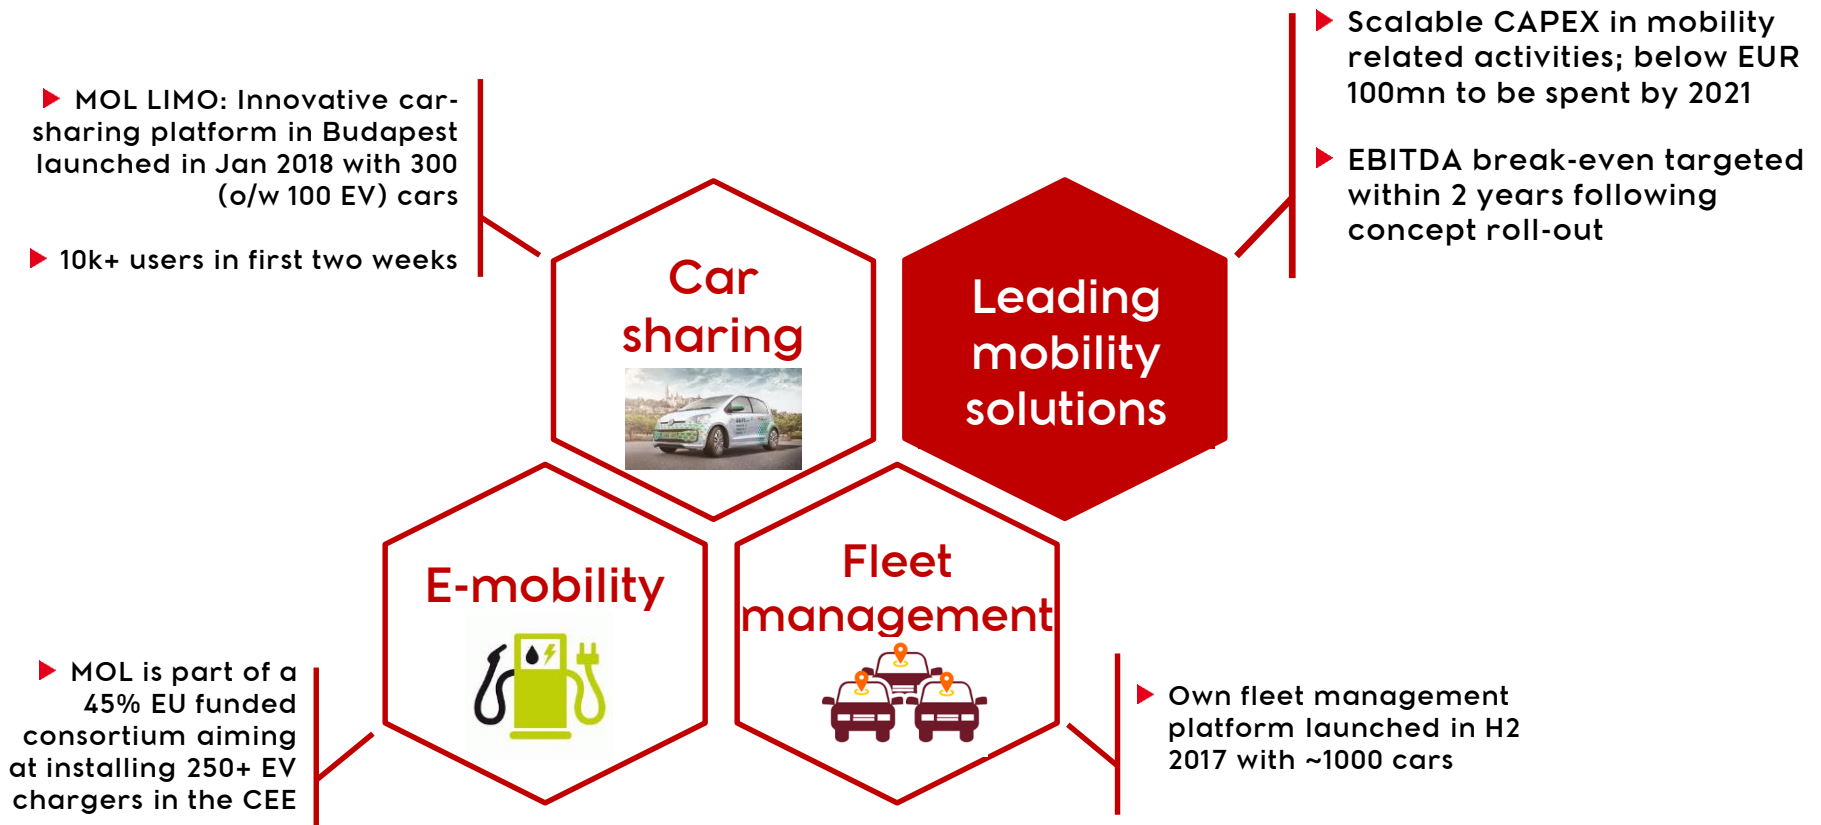 MOL LIMO: Innovative car-
sharing platform in Budapest
launched in Jan 2018 with 300
(o/w 100 EV) cars
10k+ users in first two weeks
Scalable CAPEX in mobility
related activities; below EUR
100mn to be spent by 2021
EBITDA break-even targeted
within 2 years following
concept roll-out
Car
sharing
Leading
mobility
solutions
E-mobility
Fleet
management
MOL is part of a
45% EU funded
consortium aiming
at installing 250+ EV
chargers in the CEE
Own fleet management
platform launched in H2
2017 with ~1000 cars